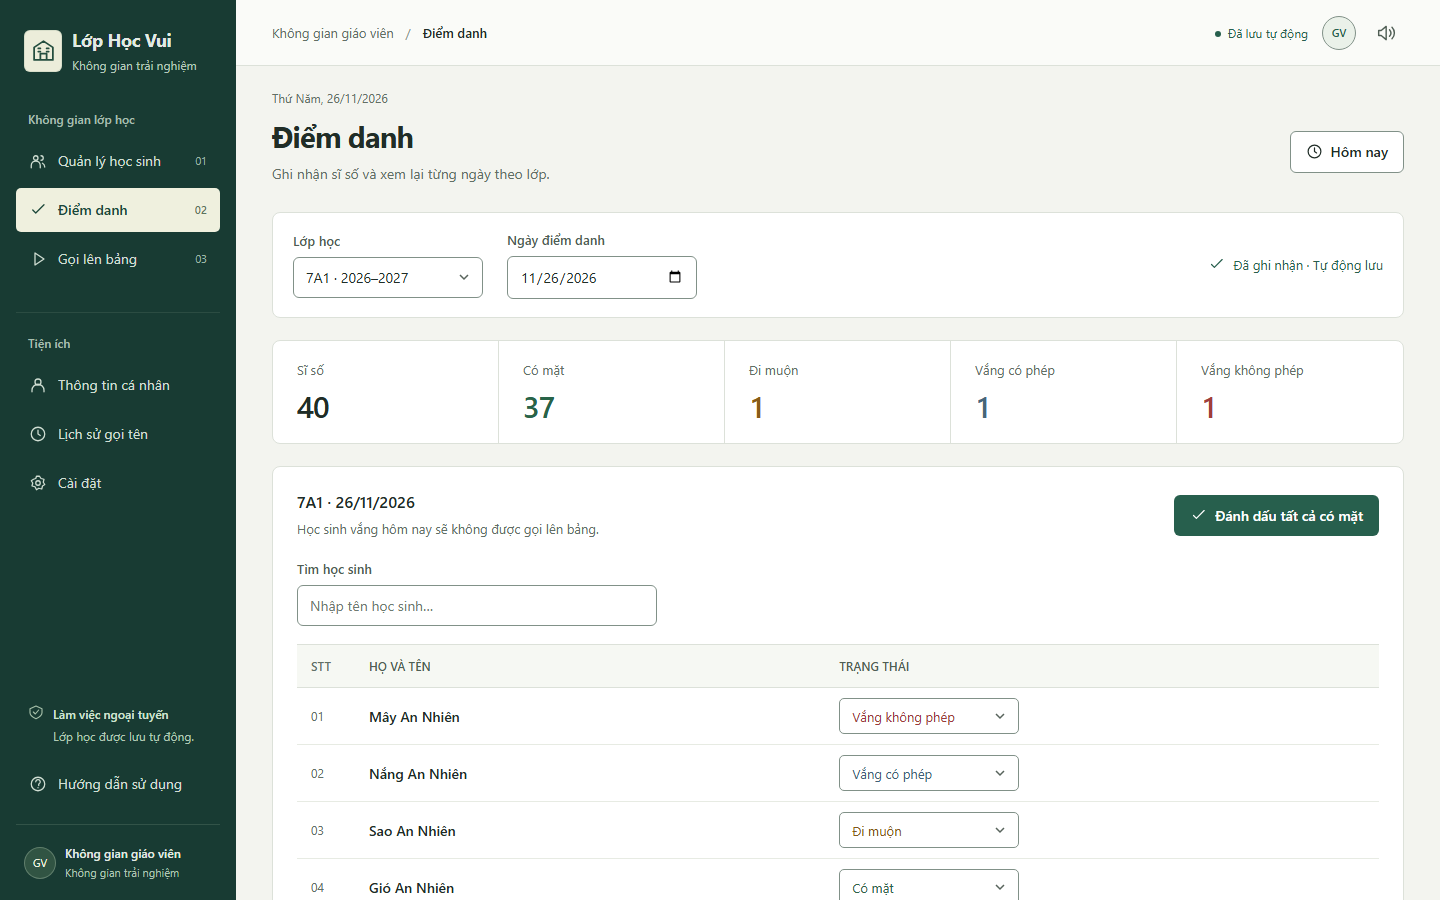 Lớp Học Vui
Không gian trải nghiệm
Không gian lớp học
Quản lý học sinh 01
Điểm danh 02
Gọi lên bảng 03
Tiện ích
Thông tin cá nhân
Lịch sử gọi tên
Cài đặt
Làm việc ngoại tuyến
Lớp học được lưu tự động.
Hướng dẫn sử dụng
GV
Không gian giáo viên
Không gian trải nghiệm
Không gian giáo viên / Điểm danh
Đã lưu tự động
GV
Thứ Năm, 26/11/2026
Điểm danh
Ghi nhận sĩ số và xem lại từng ngày theo lớp.
Hôm nay
Lớp học
7A1 · 2026–2027
Ngày điểm danh
11/26/2026
Đã ghi nhận · Tự động lưu
Sĩ số
40
Có mặt
37
Đi muộn
1
Vắng có phép
1
Vắng không phép
1
7A1 · 26/11/2026
Học sinh vắng hôm nay sẽ không được gọi lên bảng.
Đánh dấu tất cả có mặt
Tìm học sinh
Nhập tên học sinh...
STT HỌ VÀ TÊN TRẠNG THÁI
01 Mây An Nhiên Vắng không phép
02 Nắng An Nhiên Vắng có phép
03 Sao An Nhiên Đi muộn
04 Gió An Nhiên Có mặt